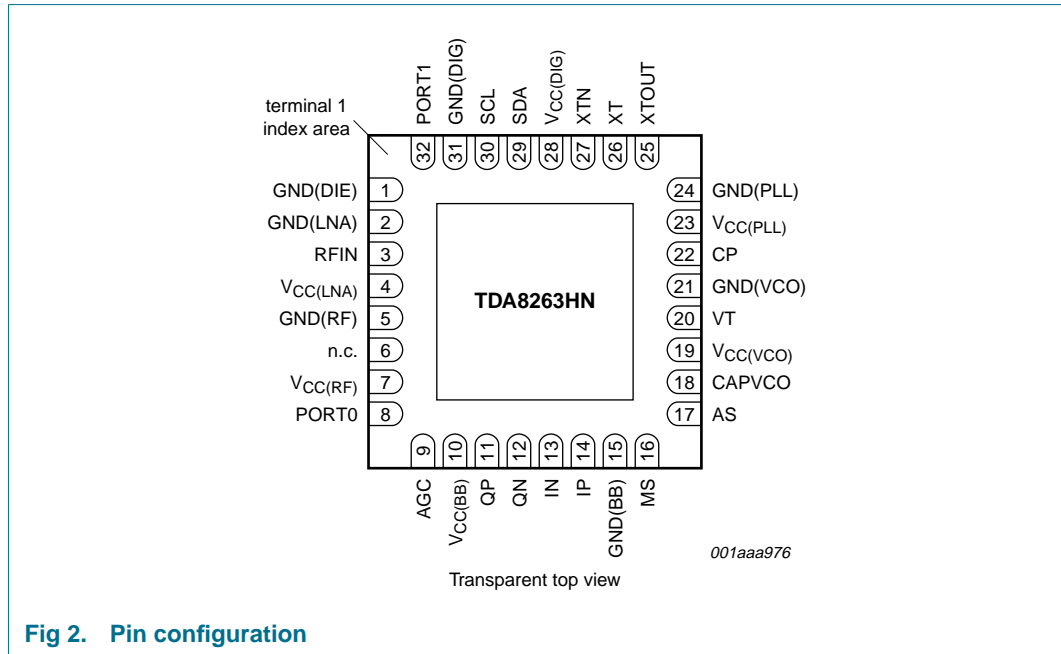 PORT1
GND(DIG)
SCL
SDA
VCC(DIG)
XTN
XT
XTOUT
terminal 1
index area
32 31 30 29 28 27 26 25
GND(DIE) 1
GND(LNA) 2
RFIN 3
VCC(LNA) 4
GND(RF) 5
n.c. 6
VCC(RF) 7
PORT0 8
TDA8263HN
24 GND(PLL)
23 VCC(PLL)
22 CP
21 GND(VCO)
20 VT
19 VCC(VCO)
18 CAPVCO
17 AS
9 10 11 12 13 14 15 16
AGC
VCC(BB)
QP
QN
IN
IP
GND(BB)
MS
001aaa976
Transparent top view
Fig 2. Pin configuration